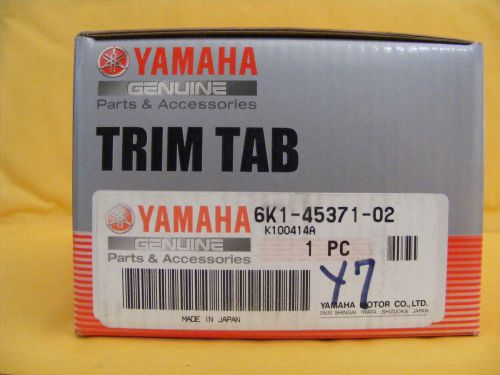 YAMAHA
GENUINE
Parts & Accessories
TRIM TAB
YAMAHA
GENUINE
Parts & Accessories
6K1-45371-02
K100414A
1 PC
Y7
MADE IN JAPAN
YAMAHA MOTOR CO., LTD.
2500 SHINGAI IWATA SHIZUOKA, JAPAN